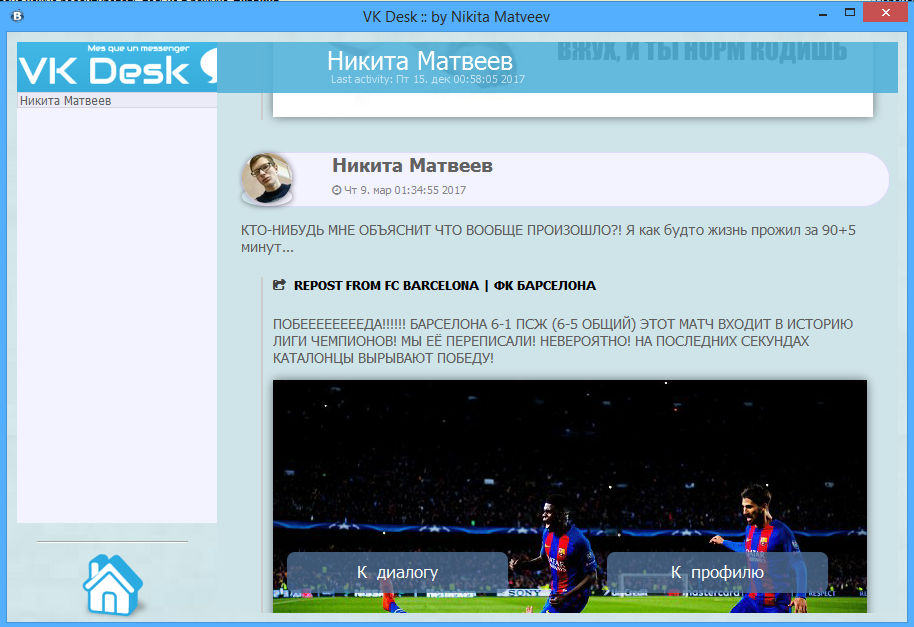 VK Desk :: by Nikita Matveev
Mes que un messenger
VK Desk
Никита Матвеев
Никита Матвеев
Last activity: Пт 15. дек 00:58:05 2017
ВЖУХ, И ТЫ НОРМ КОДИШЬ
Никита Матвеев
Чт 9. мар 01:34:55 2017
КТО-НИБУДЬ МНЕ ОБЪЯСНИТ ЧТО ВООБЩЕ ПРОИЗОШЛО?! Я как будто жизнь прожил за 90+5
минут...
REPOST FROM FC BARCELONA | ФК БАРСЕЛОНА
ПОБЕЕЕЕЕЕЕЕДА!!!!!! БАРСЕЛОНА 6-1 ПСЖ (6-5 ОБЩИЙ) ЭТОТ МАТЧ ВХОДИТ В ИСТОРИЮ
ЛИГИ ЧЕМПИОНОВ! МЫ ЕЁ ПЕРЕПИСАЛИ! НЕВЕРОЯТНО! НА ПОСЛЕДНИХ СЕКУНДАХ
КАТАЛОНЦЫ ВЫРЫВАЮТ ПОБЕДУ!
К диалогу
К профилю
SONY
mastercard
RESPECT